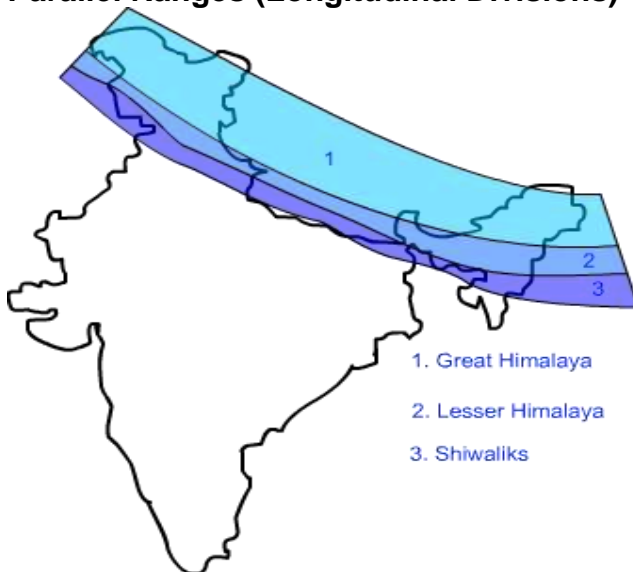 Parallel Ranges (Longitudinal Divisions)
1
2
3
1. Great Himalaya
2. Lesser Himalaya
3. Shiwaliks